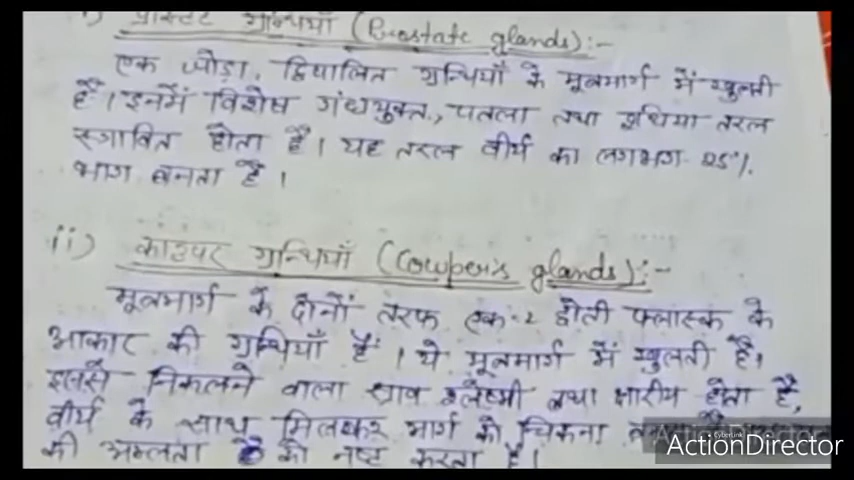 i) प्रोस्टेट ग्रन्थियाँ (Prostate glands):-
एक जोड़ा, द्विपालित ग्रन्थियाँ के मूत्रमार्ग में खुलती
हैं। इनमें विशेष गंधयुक्त, पतला तथा दुधिया तरल
स्त्रावित होता है। यह तरल वीर्य का लगभग 25%
भाग बनता है।
ii) काउपर ग्रन्थियाँ (Cowper's glands):-
मूत्रमार्ग के दोनों तरफ एक-2 छोटी फ्लास्क के
आकार की ग्रन्थियाँ हैं। ये मूत्रमार्ग में खुलती हैं।
इससे निकलने वाला स्राव श्लेष्मी तथा क्षारीय होता है,
वीर्य के साथ मिलकर मार्ग को चिकना
की अम्लता को नष्ट करता है।
CyberLink
ActionDirector